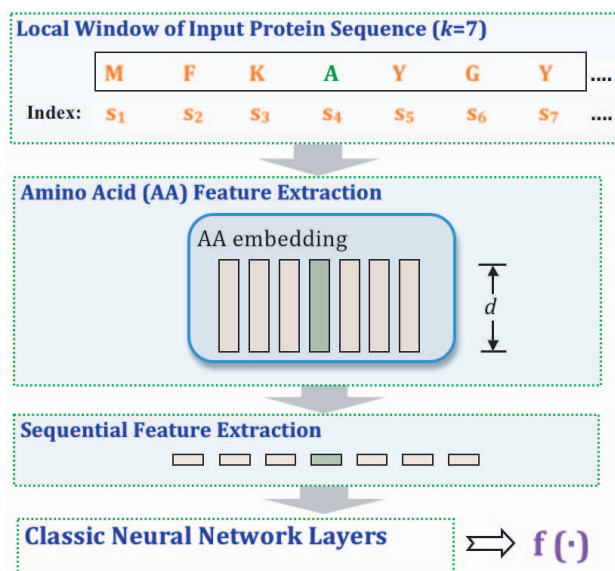 Local Window of Input Protein Sequence (k=7)
M F K A Y G Y ....
Index: s₁ s₂ s₃ s₄ s₅ s₆ s₇ ....
Amino Acid (AA) Feature Extraction
AA embedding
d
Sequential Feature Extraction
Classic Neural Network Layers
f (·)